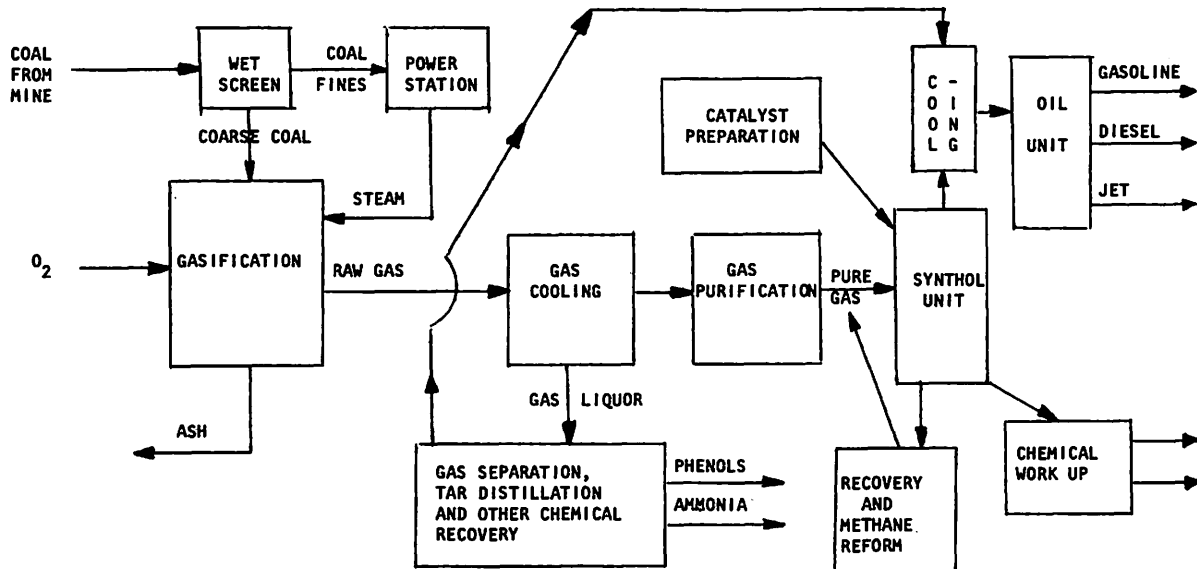 COAL
FROM
MINE
WET
SCREEN
COAL
FINES
POWER
STATION
COARSE COAL
STEAM
O2
GASIFICATION
RAW GAS
ASH
GAS
COOLING
GAS LIQUOR
GAS
PURIFICATION
PURE
GAS
CATALYST
PREPARATION
SYNTHOL
UNIT
COOL
-ING
OIL
UNIT
GASOLINE
DIESEL
JET
GAS SEPARATION,
TAR DISTILLATION
AND OTHER CHEMICAL
RECOVERY
PHENOLS
AMMONIA
RECOVERY
AND
METHANE
REFORM
CHEMICAL
WORK UP